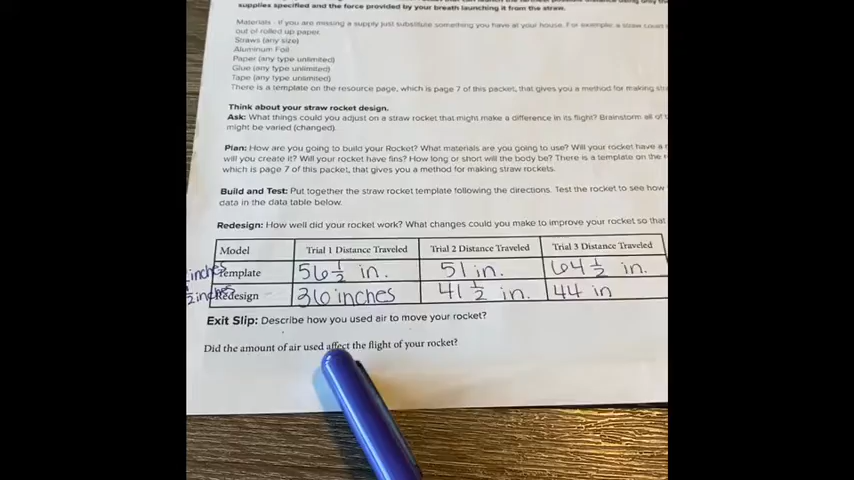 supplies specified and the force provided by your breath launching it from the straw.
Materials - If you are missing a supply just substitute something you have at your house. For example: a straw could
out of rolled up paper.
Straws (any size)
Aluminum Foil
Paper (any type unlimited)
Glue (any type unlimited)
Tape (any type unlimited)
There is a template on the resource page, which is page 7 of this packet, that gives you a method for making
Think about your straw rocket design.
Ask: What things could you adjust on a straw rocket that might make a difference in its flight? Brainstorm all of
might be varied (changed).
Plan: How are you going to build your Rocket? What materials are you going to use? Will your rocket have a
will you create it? Will your rocket have fins? How long or short will the body be? There is a template on the
which is page 7 of this packet, that gives you a method for making straw rockets.
Build and Test: Put together the straw rocket template following the directions. Test the rocket to see how
data in the data table below.
Redesign: How well did your rocket work? What changes could you make to improve your rocket so that
Model Trial 1 Distance Traveled Trial 2 Distance Traveled Trial 3 Distance Traveled
inches Template 56 1/2 in. 51 in. 64 1/2 in.
1/2 inches Redesign 36 inches 41 1/2 in. 44 in
Exit Slip: Describe how you used air to move your rocket?
Did the amount of air used affect the flight of your rocket?